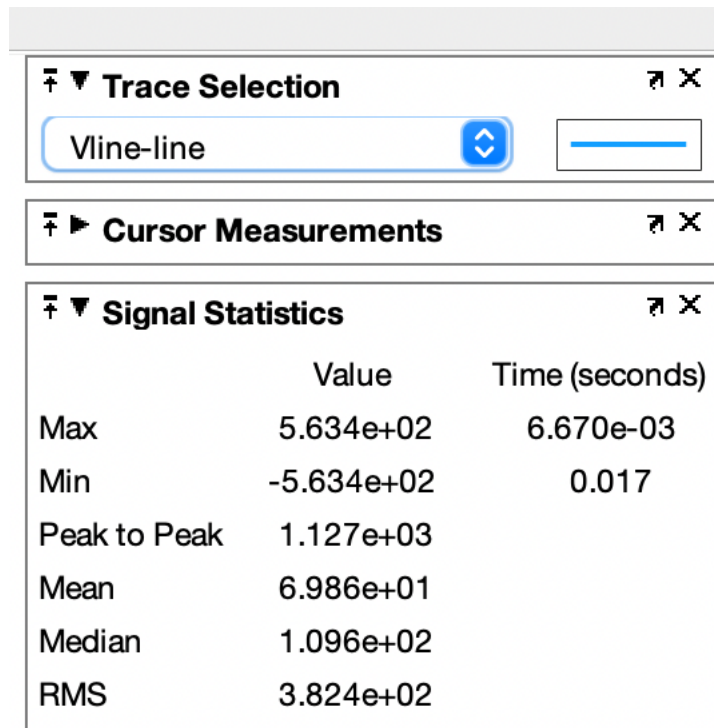 Trace Selection
Vline-line
Cursor Measurements
Signal Statistics
Value Time (seconds)
Max 5.634e+02 6.670e-03
Min -5.634e+02 0.017
Peak to Peak 1.127e+03
Mean 6.986e+01
Median 1.096e+02
RMS 3.824e+02